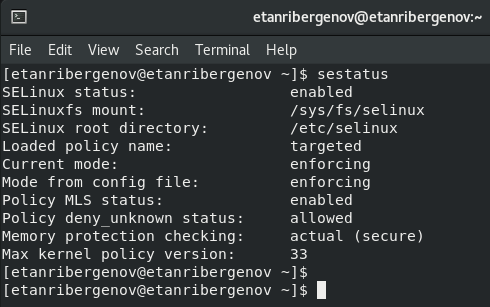 etanribergenov@etanribergenov:~
File Edit View Search Terminal Help
[etanribergenov@etanribergenov ~]$ sestatus
SELinux status:                 enabled
SELinuxfs mount:                /sys/fs/selinux
SELinux root directory:         /etc/selinux
Loaded policy name:             targeted
Current mode:                   enforcing
Mode from config file:          enforcing
Policy MLS status:              enabled
Policy deny_unknown status:     allowed
Memory protection checking:     actual (secure)
Max kernel policy version:      33
[etanribergenov@etanribergenov ~]$
[etanribergenov@etanribergenov ~]$